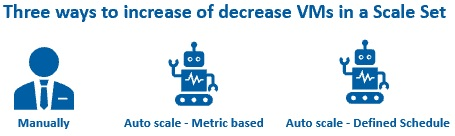 Three ways to increase of decrease VMs in a Scale Set
Manually
Auto scale - Metric based
Auto scale - Defined Schedule